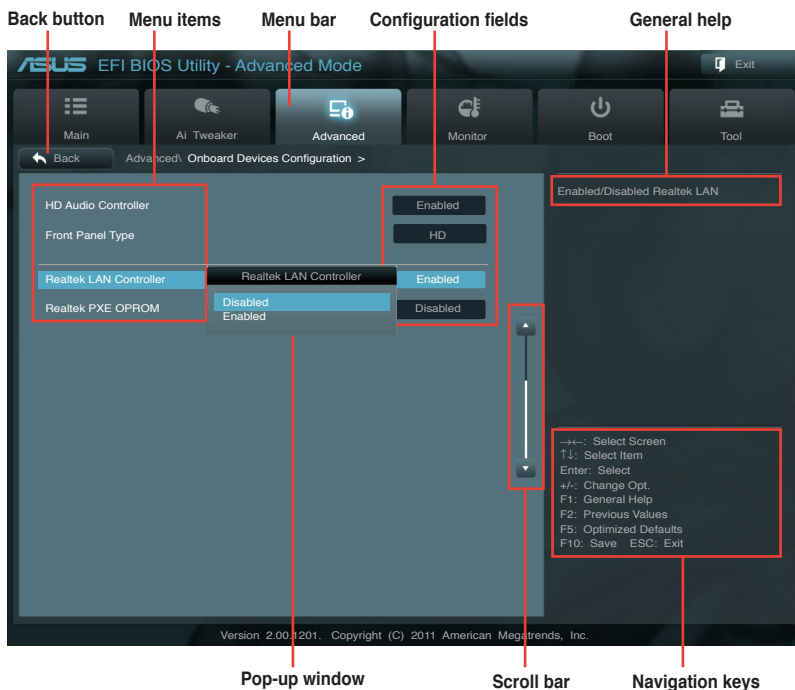 Back button Menu items Menu bar Configuration fields General help
ASUS EFI BIOS Utility - Advanced Mode Exit
Main Ai Tweaker Advanced Monitor Boot Tool
Back Advanced\ Onboard Devices Configuration >
Enabled/Disabled Realtek LAN
HD Audio Controller Enabled
Front Panel Type HD
Realtek LAN Controller Realtek LAN Controller Enabled
Disabled
Realtek PXE OPROM Disabled
Enabled
→←: Select Screen
↑↓: Select Item
Enter: Select
+/-: Change Opt.
F1: General Help
F2: Previous Values
F5: Optimized Defaults
F10: Save ESC: Exit
Version 2.00.1201. Copyright (C) 2011 American Megatrends, Inc.
Pop-up window Scroll bar Navigation keys